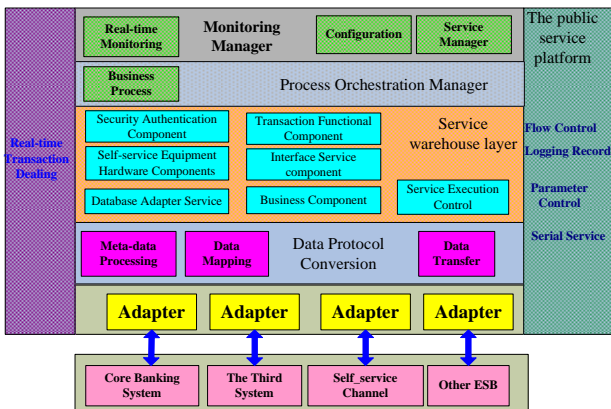 Real-time
Monitoring
Monitoring
Manager
Configuration
Service
Manager
The public
service
platform
Business
Process
Process Orchestration Manager
Real-time
Transaction
Dealing
Security Authentication
Component
Transaction Functional
Component
Service
warehouse layer
Self-service Equipment
Hardware Components
Interface Service
component
Database Adapter Service
Business Component
Service Execution
Control
Flow Control
Logging Record
Parameter
Control
Serial Service
Meta-data
Processing
Data
Mapping
Data Protocol
Conversion
Data
Transfer
Adapter
Adapter
Adapter
Adapter
Core Banking
System
The Third
System
Self_service
Channel
Other ESB